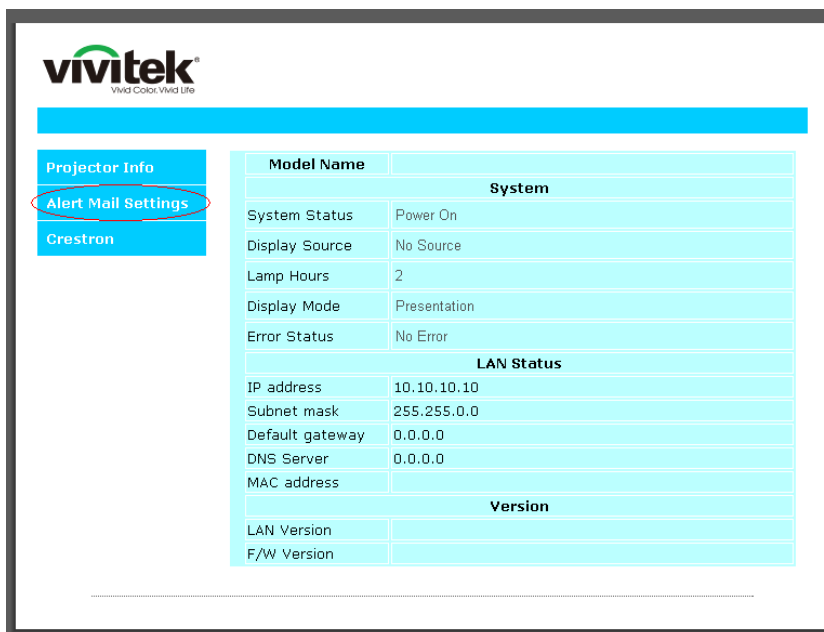 vivitek®
Vivid Color. Vivid Life
Projector Info
Alert Mail Settings
Crestron
Model Name
System
System Status Power On
Display Source No Source
Lamp Hours 2
Display Mode Presentation
Error Status No Error
LAN Status
IP address 10.10.10.10
Subnet mask 255.255.0.0
Default gateway 0.0.0.0
DNS Server 0.0.0.0
MAC address
Version
LAN Version
F/W Version